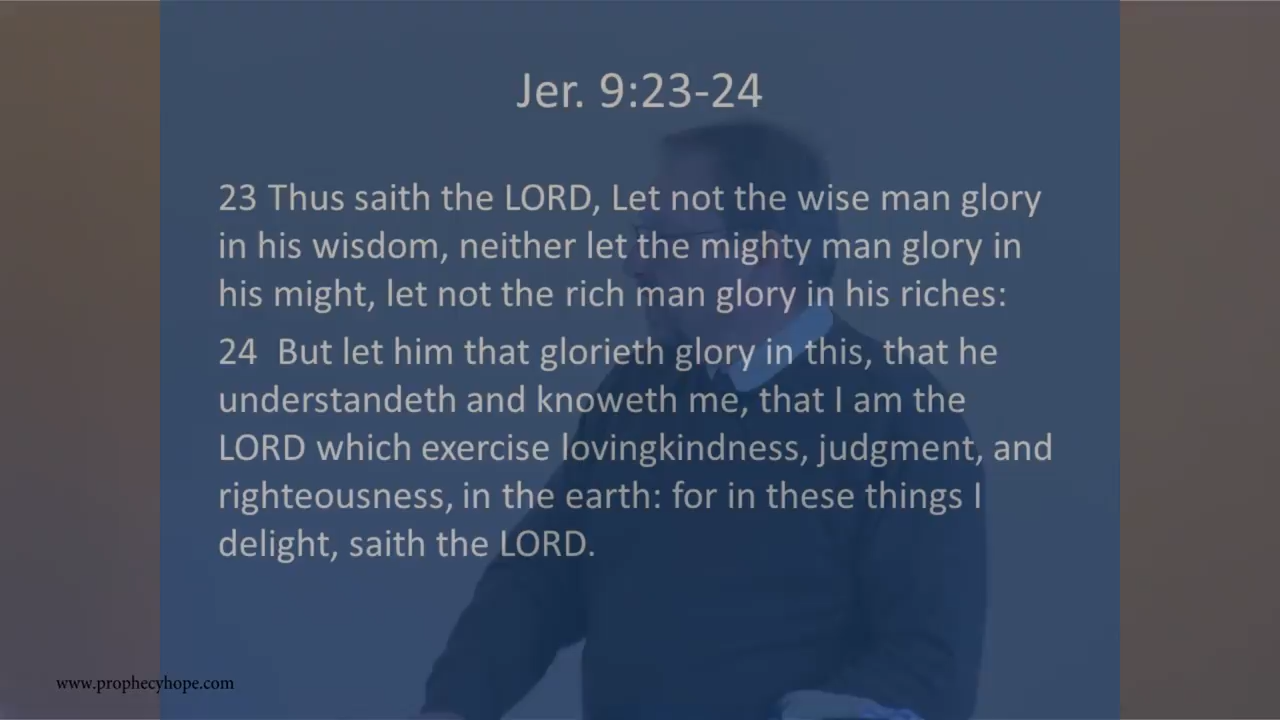 Jer. 9:23-24
23 Thus saith the LORD, Let not the wise man glory
in his wisdom, neither let the mighty man glory in
his might, let not the rich man glory in his riches:
24  But let him that glorieth glory in this, that he
understandeth and knoweth me, that I am the
LORD which exercise lovingkindness, judgment, and
righteousness, in the earth: for in these things I
delight, saith the LORD.
www.prophecyhope.com